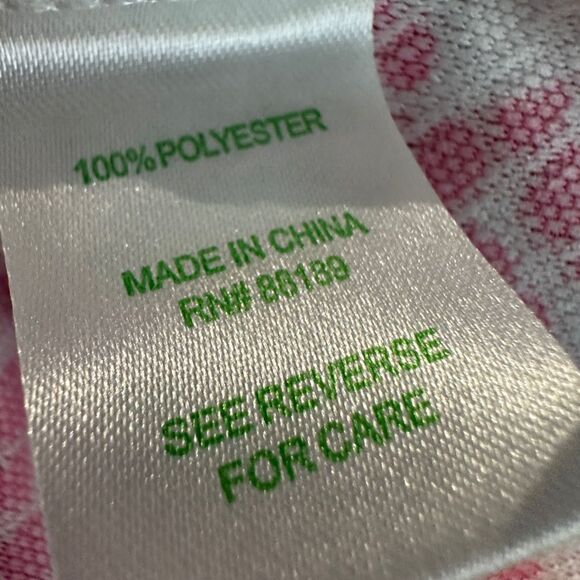 100% POLYESTER
MADE IN CHINA
RN# 88139
SEE REVERSE
FOR CARE